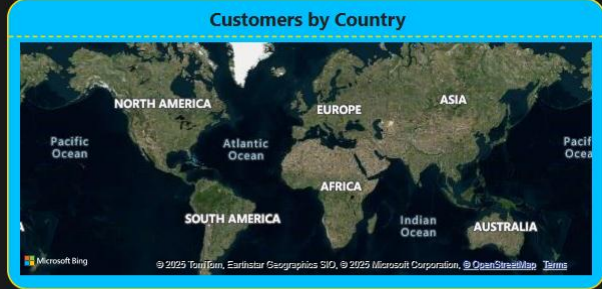 Customers by Country
NORTH AMERICA
EUROPE
ASIA
Pacific
Ocean
Atlantic
Ocean
Pacif
Ocea
AFRICA
SOUTH AMERICA
Indian
Ocean
AUSTRALIA
A
Microsoft Bing
© 2025 TomTom, Earthstar Geographics SIO, © 2025 Microsoft Corporation, © OpenStreetMap Terms